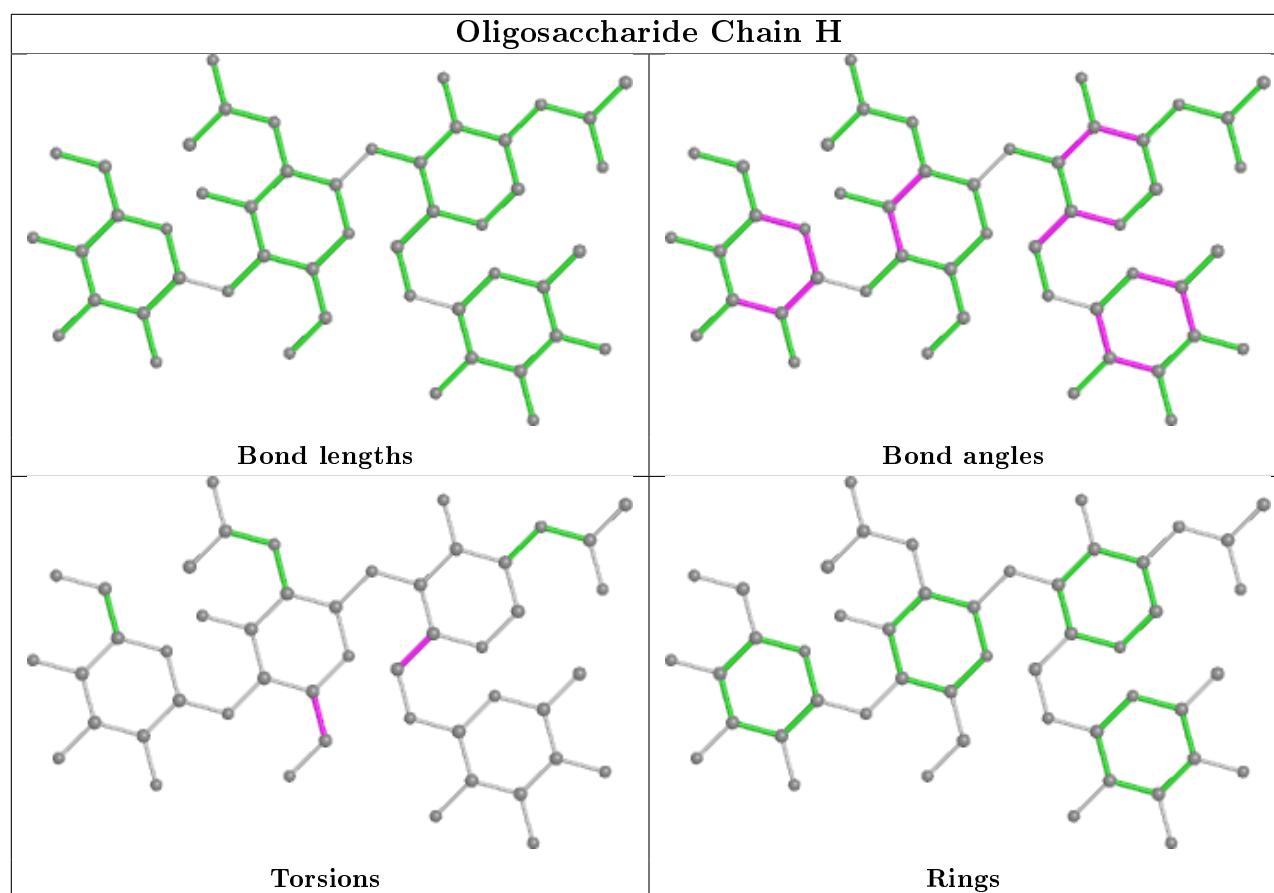 Oligosaccharide Chain H
Bond lengths
Bond angles
Torsions
Rings